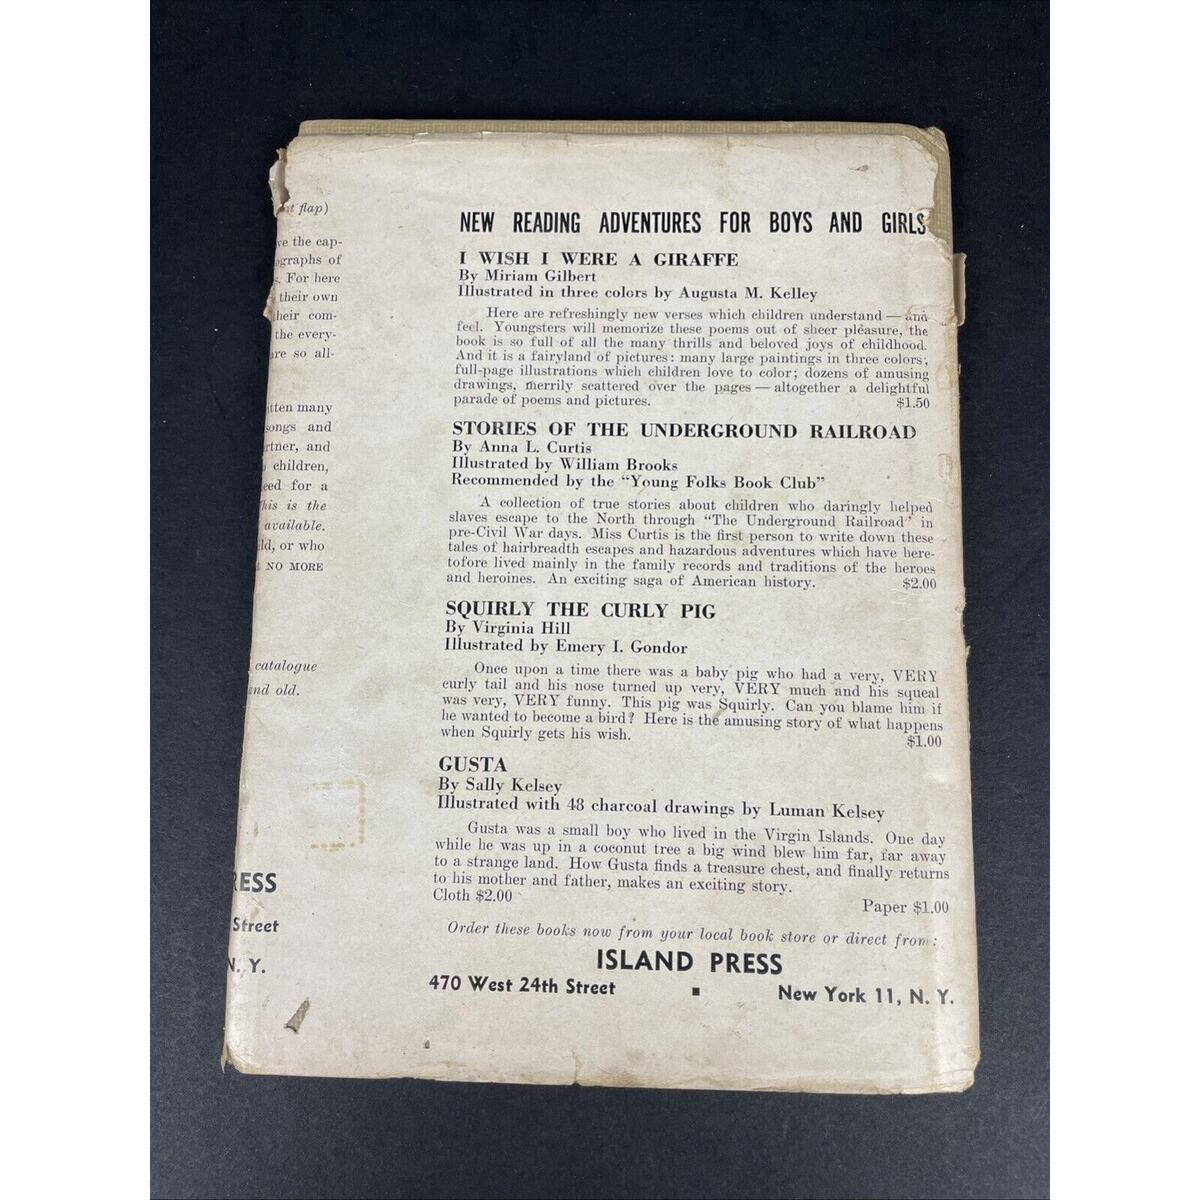 t flap)
ve the cap-
ographs of
s. For here
their own
heir com-
the every-
are so all-
itten many
songs and
rtner, and
children,
eed for a
This is the
available.
ld, or who
NO MORE
catalogue
and old.
RESS
Street
N. Y.
NEW READING ADVENTURES FOR BOYS AND GIRLS
I WISH I WERE A GIRAFFE
By Miriam Gilbert
Illustrated in three colors by Augusta M. Kelley
Here are refreshingly new verses which children understand — and
feel. Youngsters will memorize these poems out of sheer pleasure, the
book is so full of all the many thrills and beloved joys of childhood.
And it is a fairyland of pictures: many large paintings in three colors;
full-page illustrations which children love to color; dozens of amusing
drawings, merrily scattered over the pages — altogether a delightful
parade of poems and pictures. $1.50
STORIES OF THE UNDERGROUND RAILROAD
By Anna L. Curtis
Illustrated by William Brooks
Recommended by the "Young Folks Book Club"
A collection of true stories about children who daringly helped
slaves escape to the North through "The Underground Railroad" in
pre-Civil War days. Miss Curtis is the first person to write down these
tales of hairbreadth escapes and hazardous adventures which have here-
tofore lived mainly in the family records and traditions of the heroes
and heroines. An exciting saga of American history. $2.00
SQUIRLY THE CURLY PIG
By Virginia Hill
Illustrated by Emery I. Gondor
Once upon a time there was a baby pig who had a very, VERY
curly tail and his nose turned up very, VERY much and his squeal
was very, VERY funny. This pig was Squirly. Can you blame him if
he wanted to become a bird? Here is the amusing story of what happens
when Squirly gets his wish. $1.00
GUSTA
By Sally Kelsey
Illustrated with 48 charcoal drawings by Luman Kelsey
Gusta was a small boy who lived in the Virgin Islands. One day
while he was up in a coconut tree a big wind blew him far, far away
to a strange land. How Gusta finds a treasure chest, and finally returns
to his mother and father, makes an exciting story.
Cloth $2.00 Paper $1.00
Order these books now from your local book store or direct from:
ISLAND PRESS
470 West 24th Street ■ New York 11, N. Y.